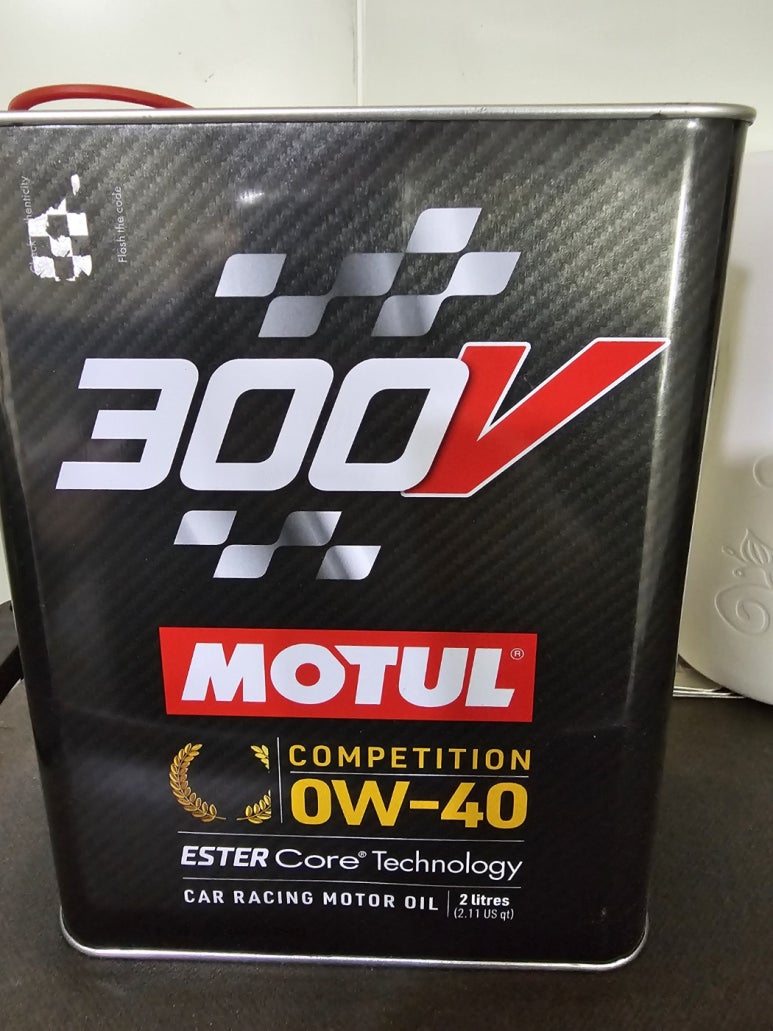 Flash the code
300V
MOTUL®
COMPETITION
0W-40
ESTER Core® Technology
CAR RACING MOTOR OIL
2 litres
(2.11 US qt)